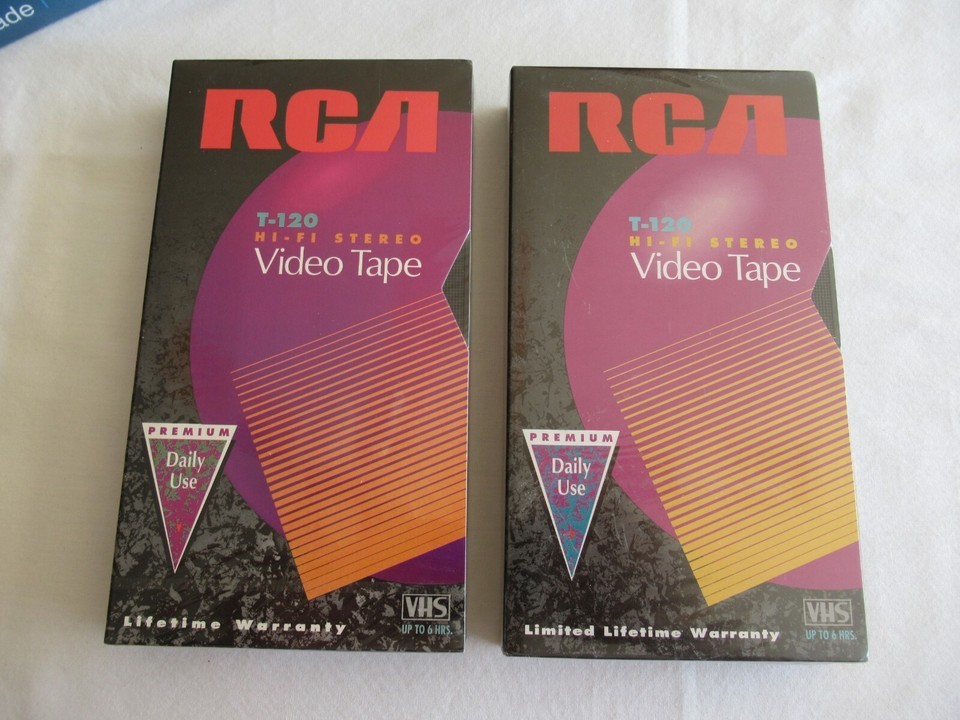 ade
RCA
T-120
HI-FI STEREO
Video Tape
PREMIUM
Daily
Use
Lifetime Warranty
VHS
UP TO 6 HRS.
RCA
T-120
HI-FI STEREO
Video Tape
PREMIUM
Daily
Use
Limited Lifetime Warranty
VHS
UP TO 6 HRS.